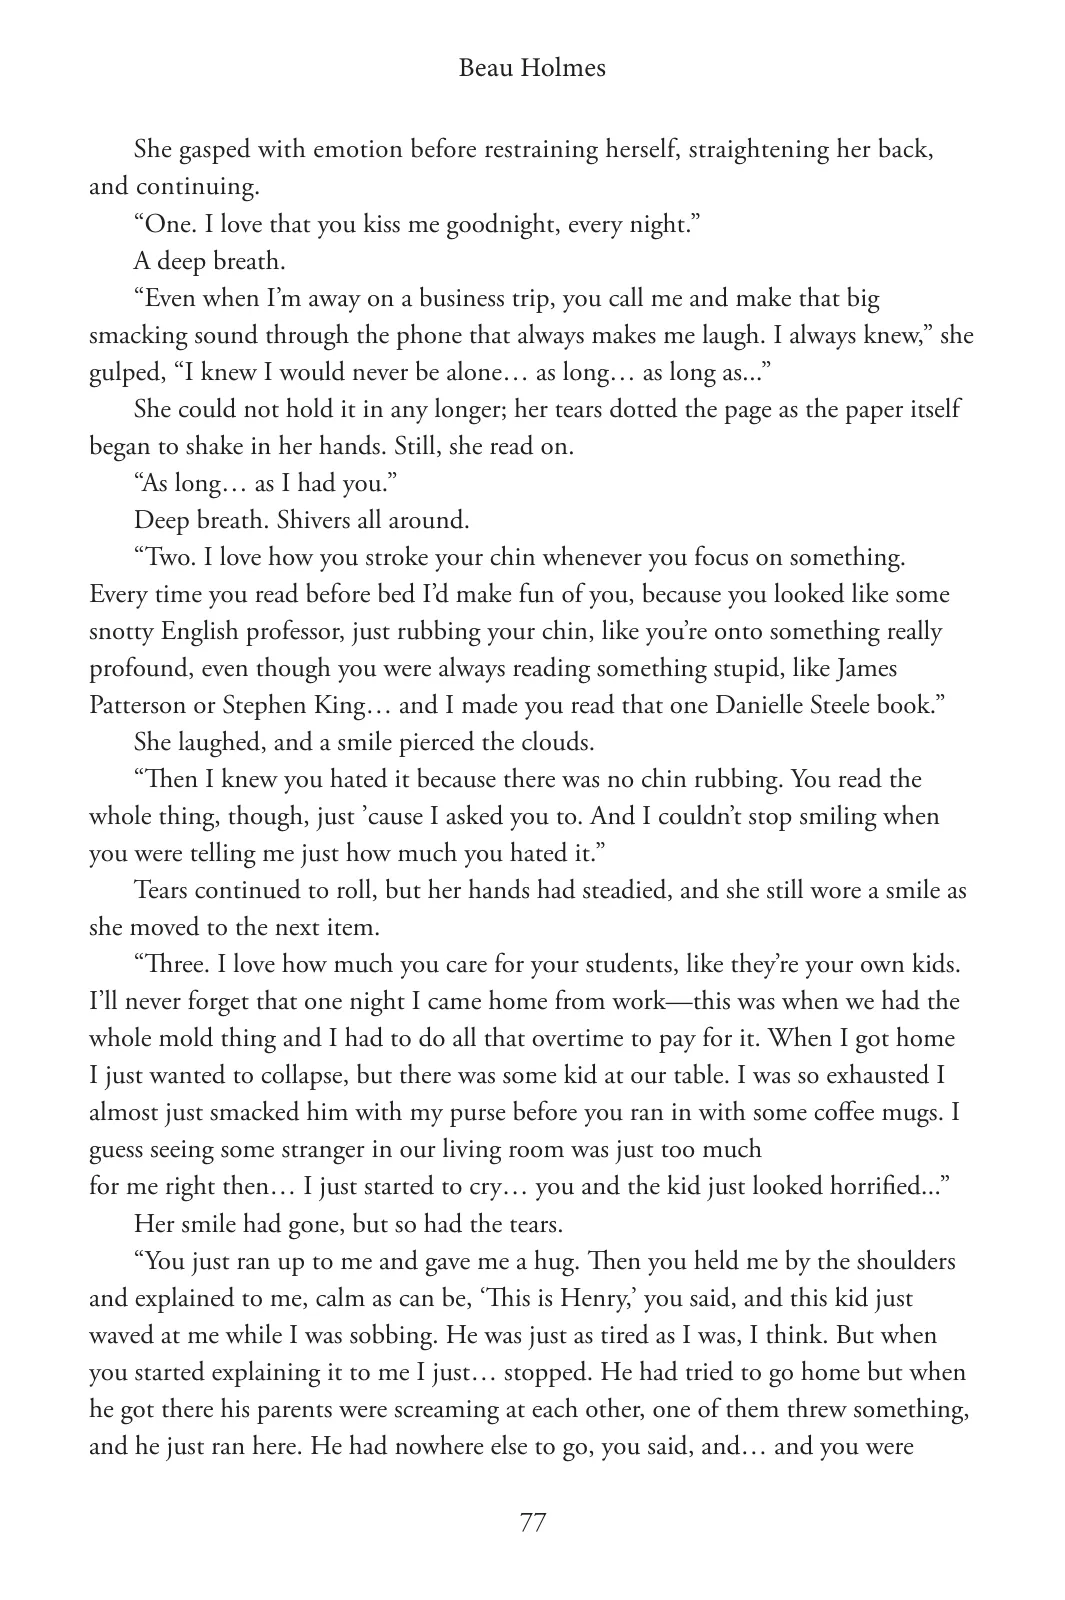 Beau Holmes
She gasped with emotion before restraining herself, straightening her back,
and continuing.
“One. I love that you kiss me goodnight, every night.”
A deep breath.
“Even when I’m away on a business trip, you call me and make that big
smacking sound through the phone that always makes me laugh. I always knew,” she
gulped, “I knew I would never be alone… as long… as long as...”
She could not hold it in any longer; her tears dotted the page as the paper itself
began to shake in her hands. Still, she read on.
“As long… as I had you.”
Deep breath. Shivers all around.
“Two. I love how you stroke your chin whenever you focus on something.
Every time you read before bed I’d make fun of you, because you looked like some
snotty English professor, just rubbing your chin, like you’re onto something really
profound, even though you were always reading something stupid, like James
Patterson or Stephen King… and I made you read that one Danielle Steele book.”
She laughed, and a smile pierced the clouds.
“Then I knew you hated it because there was no chin rubbing. You read the
whole thing, though, just ’cause I asked you to. And I couldn’t stop smiling when
you were telling me just how much you hated it.”
Tears continued to roll, but her hands had steadied, and she still wore a smile as
she moved to the next item.
“Three. I love how much you care for your students, like they’re your own kids.
I’ll never forget that one night I came home from work—this was when we had the
whole mold thing and I had to do all that overtime to pay for it. When I got home
I just wanted to collapse, but there was some kid at our table. I was so exhausted I
almost just smacked him with my purse before you ran in with some coffee mugs. I
guess seeing some stranger in our living room was just too much
for me right then… I just started to cry… you and the kid just looked horrified...”
Her smile had gone, but so had the tears.
“You just ran up to me and gave me a hug. Then you held me by the shoulders
and explained to me, calm as can be, ‘This is Henry,’ you said, and this kid just
waved at me while I was sobbing. He was just as tired as I was, I think. But when
you started explaining it to me I just… stopped. He had tried to go home but when
he got there his parents were screaming at each other, one of them threw something,
and he just ran here. He had nowhere else to go, you said, and… and you were
77